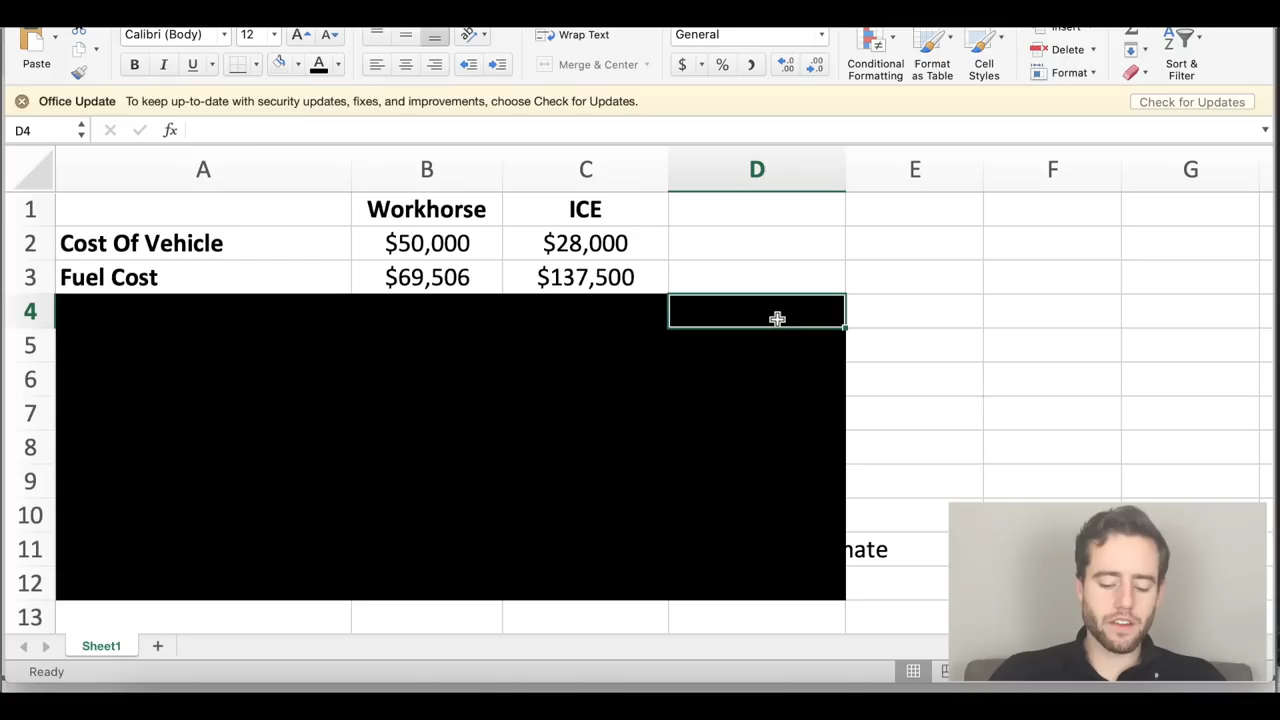 Calibri (Body) 12 A A Wrap Text General
Paste B I U A Merge & Center $ % Conditional Formatting Format as Table Cell Styles Delete Format Sort & Filter
Office Update To keep up-to-date with security updates, fixes, and improvements, choose Check for Updates. Check for Updates
D4 fx
A B C D E F G
1 Workhorse ICE
2 Cost Of Vehicle $50,000 $28,000
3 Fuel Cost $69,506 $137,500
4
5
6
7
8
9
10
11
12
13
Sheet1 +
Ready